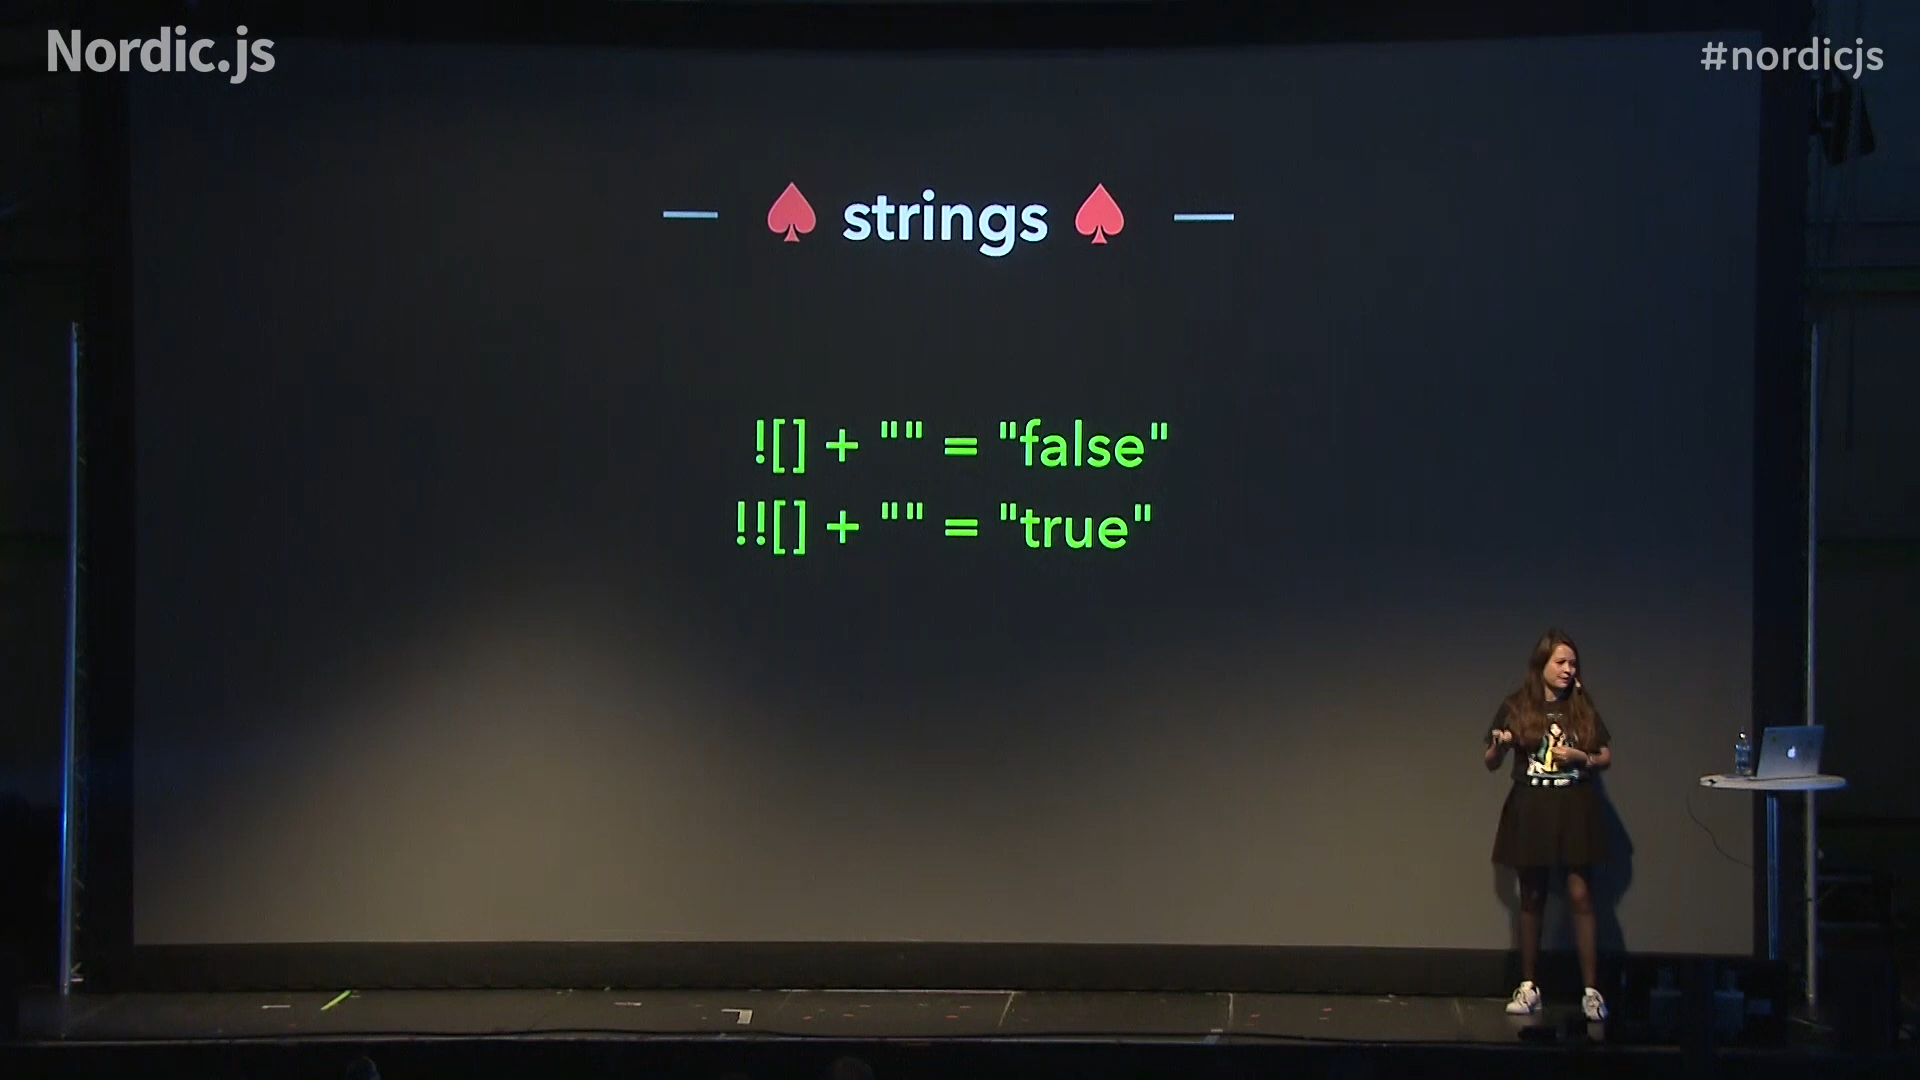 Nordic.js
#nordicjs
— ♠ strings ♠ —
![] + "" = "false"
!![] + "" = "true"